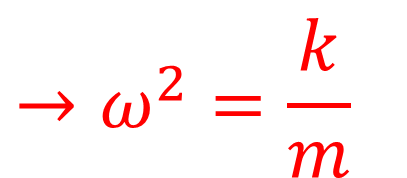 → ω² = k/m